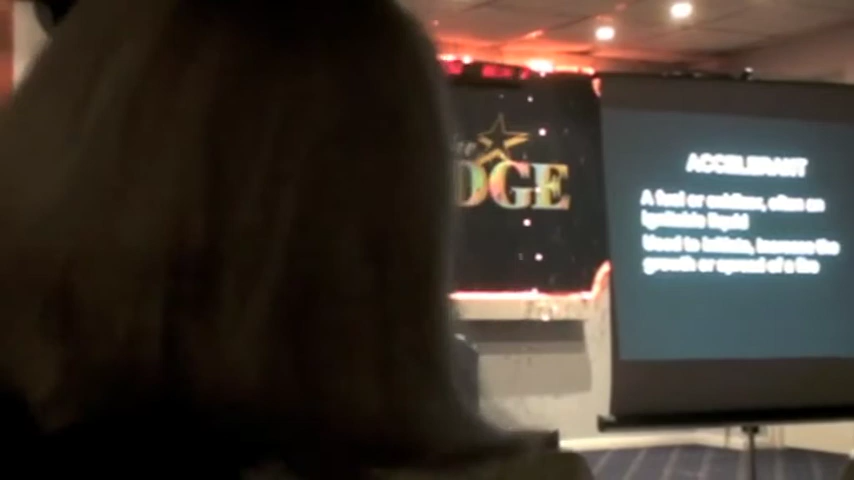 DGE
ACCELERANT
A fuel or oxidizer, often an
ignitable liquid
Used to initiate, increase the
growth or spread of a fire